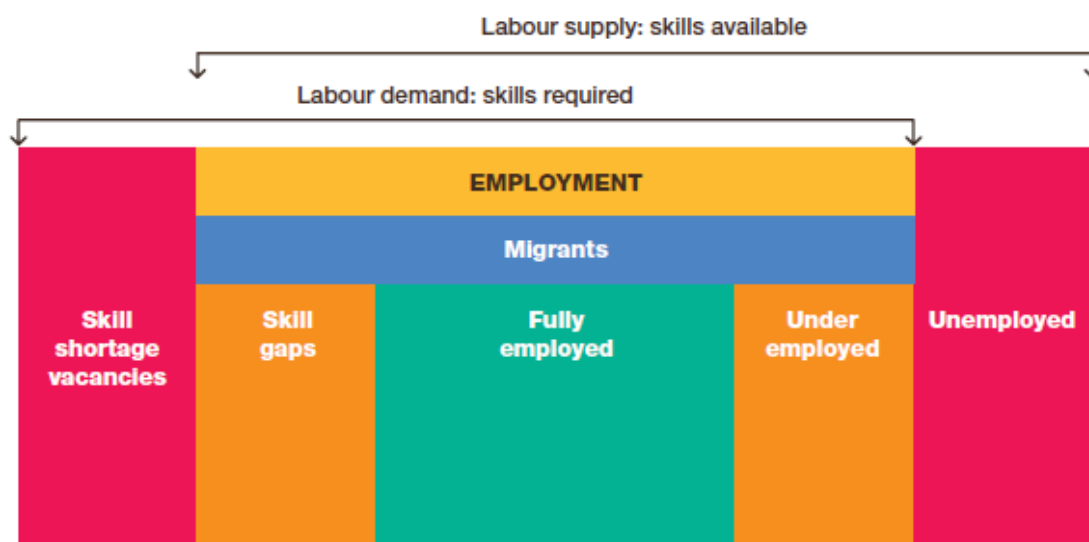 Labour supply: skills available
Labour demand: skills required
EMPLOYMENT
Migrants
Skill
shortage
vacancies
Skill
gaps
Fully
employed
Under
employed
Unemployed